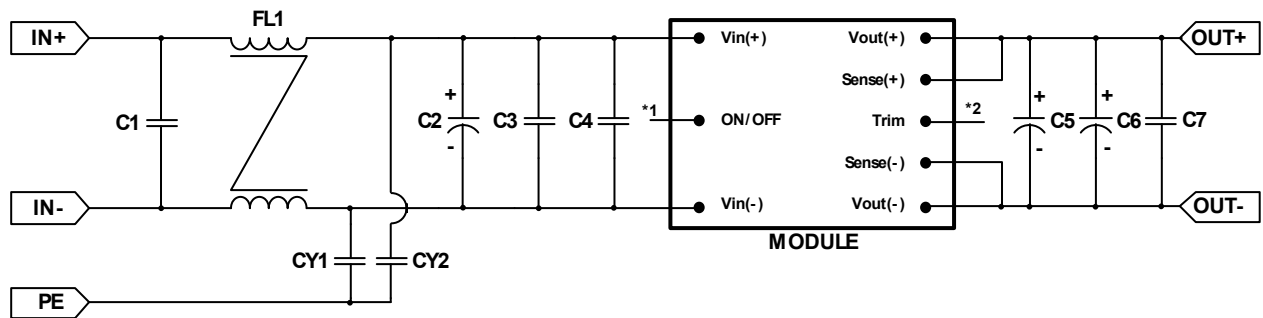 FL1
IN+
Vin(+)
Vout(+)
OUT+
Sense(+)
+
+
+
C1
C2
C3
C4
*1
ON/OFF
Trim
*2
C5
C6
C7
-
-
-
Sense(-)
IN-
Vin(-)
Vout(-)
OUT-
MODULE
CY1
CY2
PE